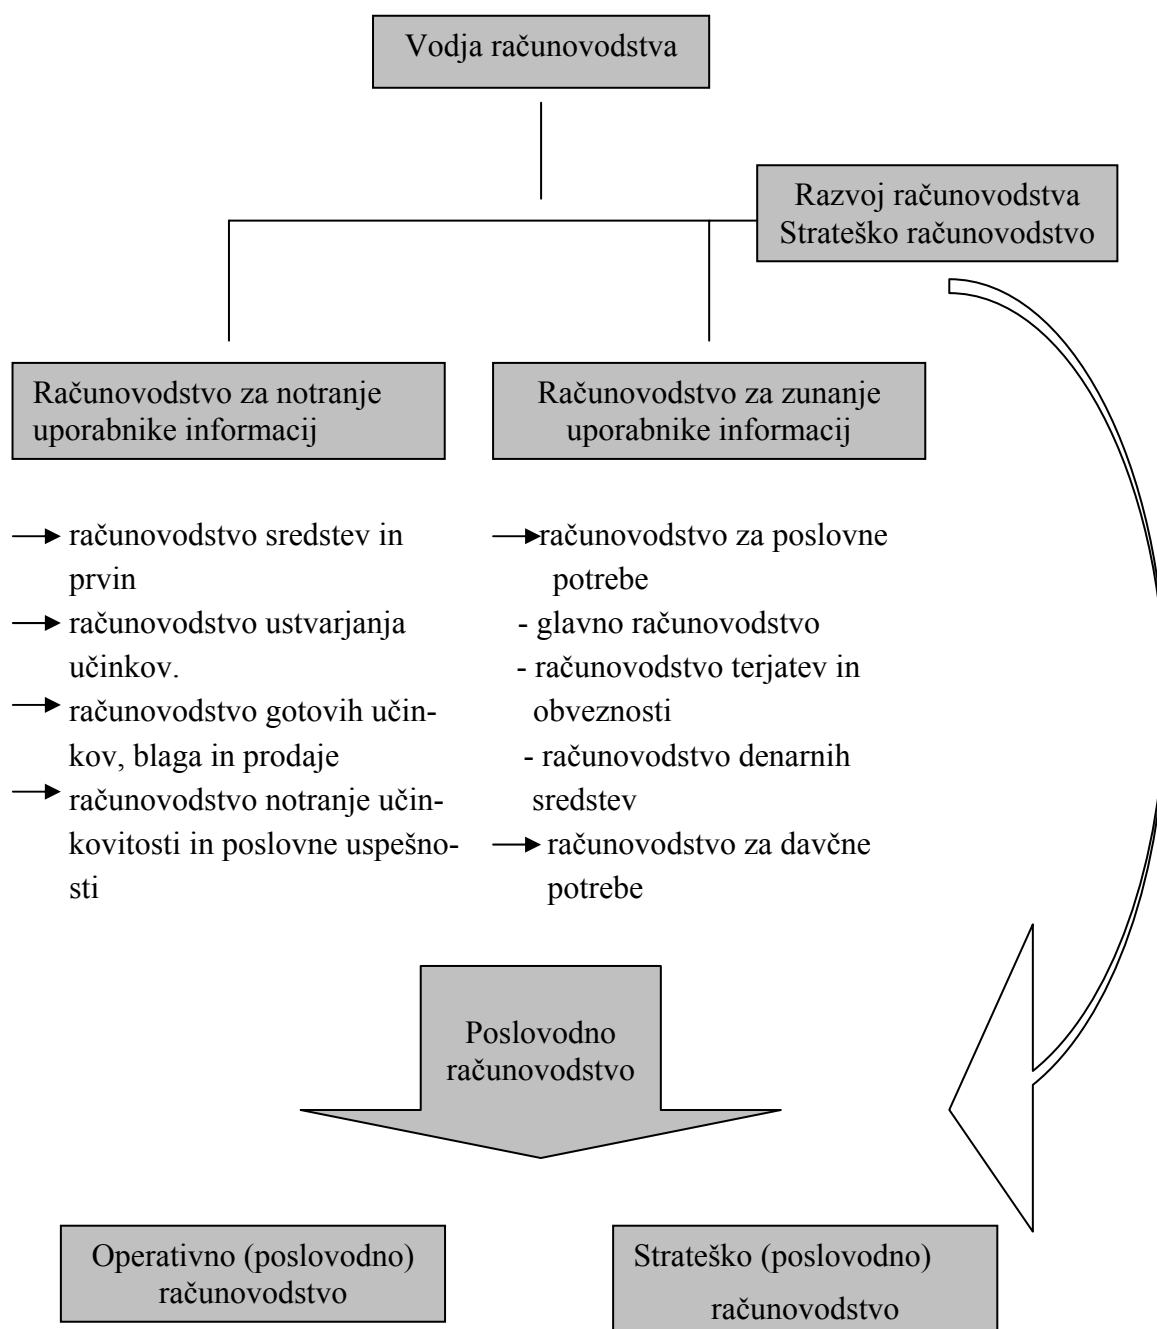 Vodja računovodstva
Razvoj računovodstva
Strateško računovodstvo
Računovodstvo za notranje
uporabnike informacij
Računovodstvo za zunanje
uporabnike informacij
računovodstvo sredstev in
prvin
računovodstvo ustvarjanja
učinkov.
računovodstvo gotovih učin-
kov, blaga in prodaje
računovodstvo notranje učin-
kovitosti in poslovne uspešno-
sti
računovodstvo za poslovne
potrebe
- glavno računovodstvo
- računovodstvo terjatev in
obveznosti
- računovodstvo denarnih
sredstev
računovodstvo za davčne
potrebe
Poslovodno
računovodstvo
Operativno (poslovodno)
računovodstvo
Strateško (poslovodno)
računovodstvo